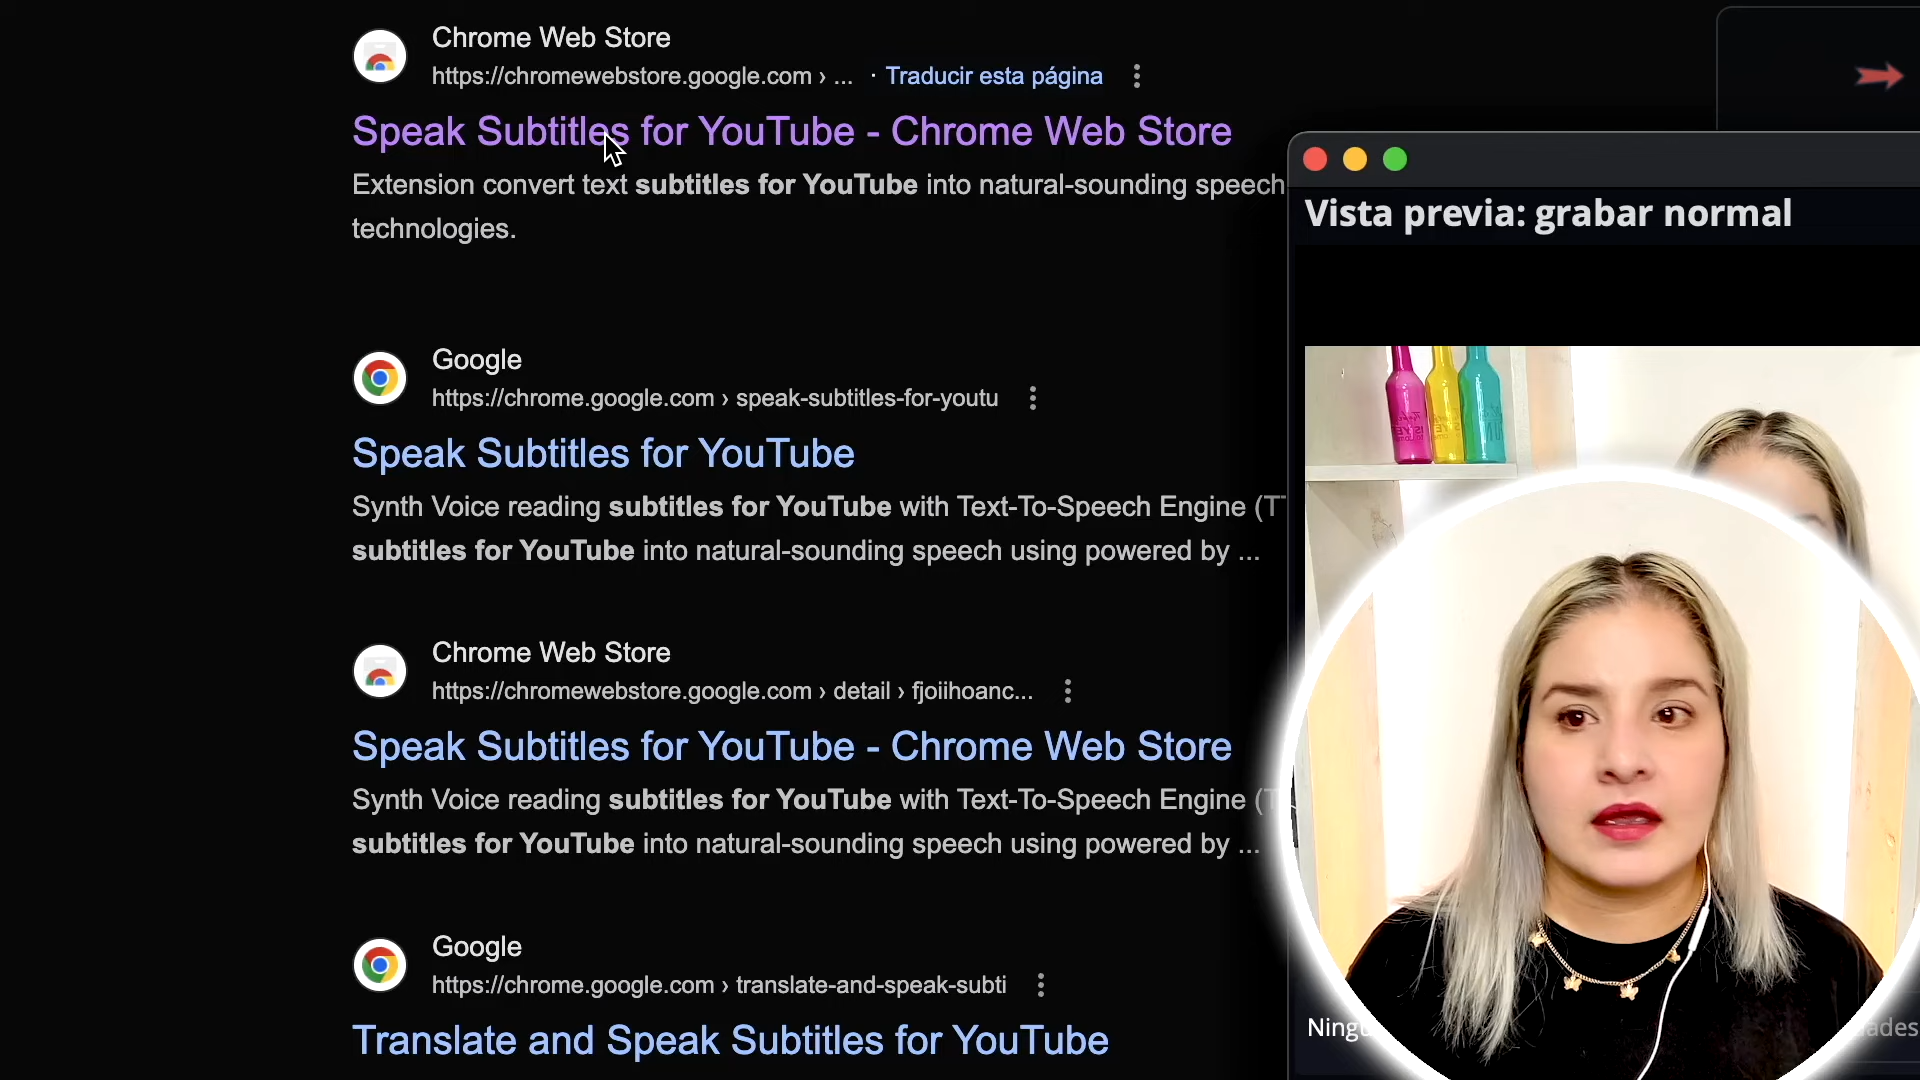 Chrome Web Store
https://chromewebstore.google.com › ... · Traducir esta página
Speak Subtitles for YouTube - Chrome Web Store
Extension convert text subtitles for YouTube into natural-sounding speech
technologies.
Google
https://chrome.google.com › speak-subtitles-for-youtu
Speak Subtitles for YouTube
Synth Voice reading subtitles for YouTube with Text-To-Speech Engine
subtitles for YouTube into natural-sounding speech using powered by ...
Chrome Web Store
https://chromewebstore.google.com › detail › fjoiihoanc...
Speak Subtitles for YouTube - Chrome Web Store
Synth Voice reading subtitles for YouTube with Text-To-Speech Engine
subtitles for YouTube into natural-sounding speech using powered by ...
Google
https://chrome.google.com › translate-and-speak-subti
Translate and Speak Subtitles for YouTube
Vista previa: grabar normal